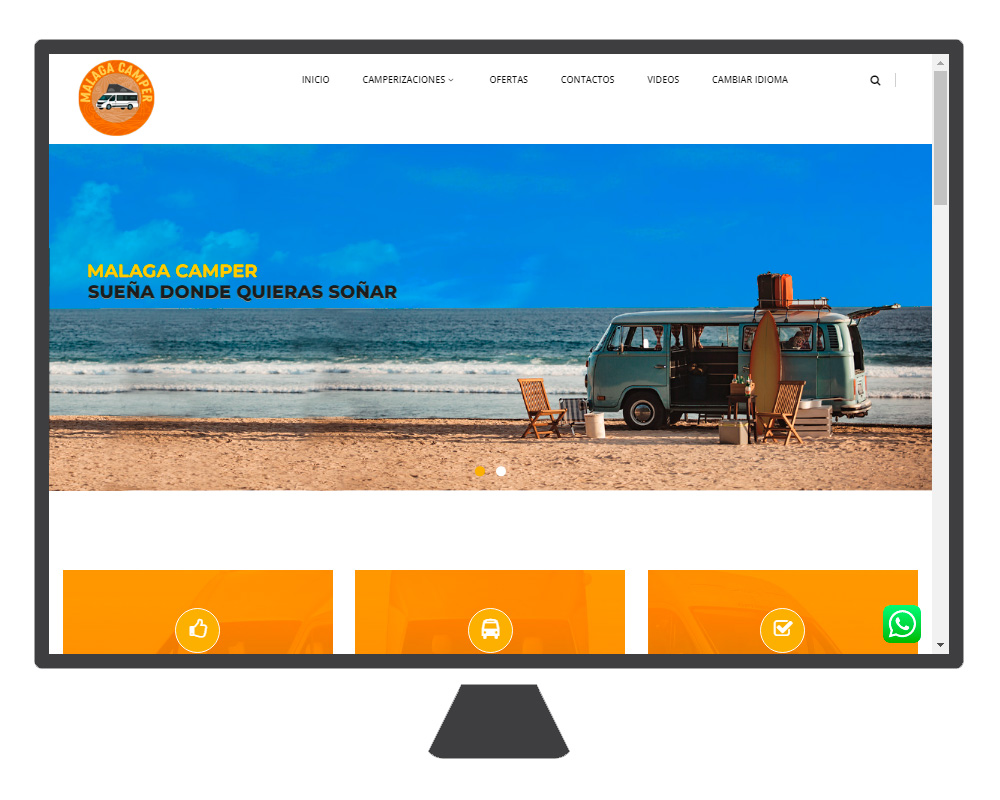 MALAGA CAMPER
INICIO
CAMPERIZACIONES
OFERTAS
CONTACTOS
VIDEOS
CAMBIAR IDIOMA
MALAGA CAMPER
SUEÑA DONDE QUIERAS SOÑAR